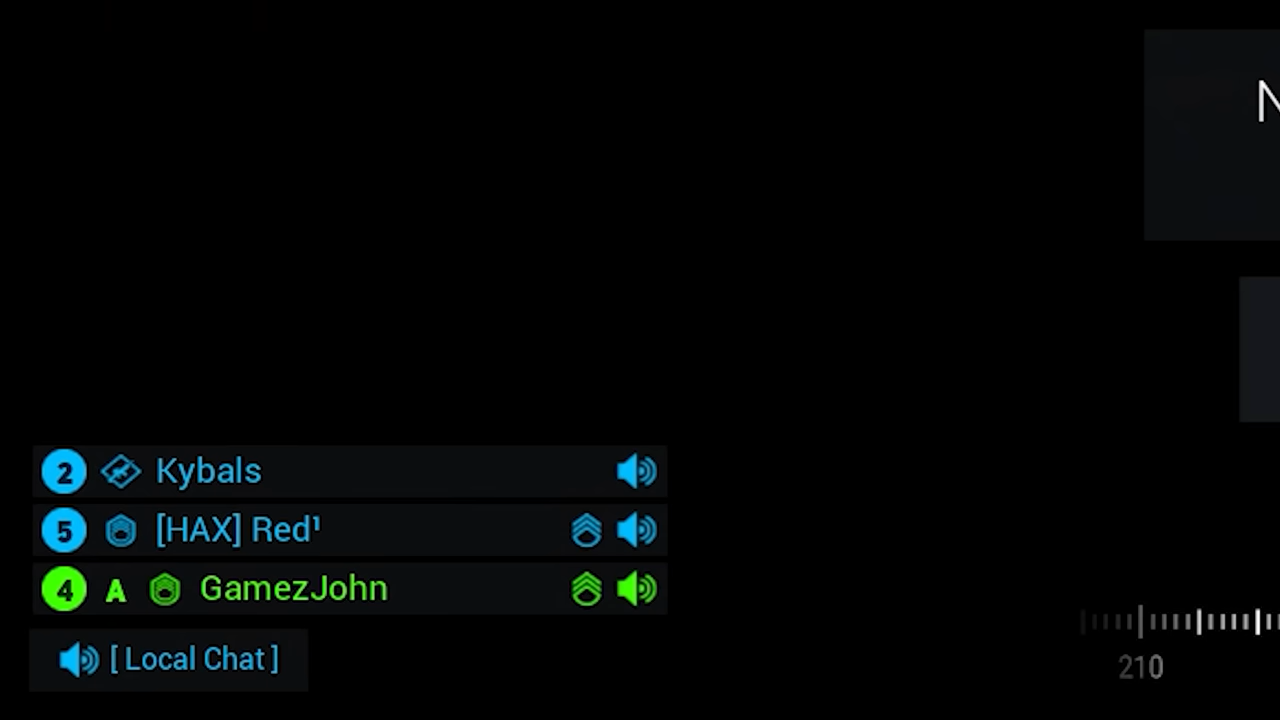 N
2 Kybals
5 [HAX] Red¹
4 A GamezJohn
[ Local Chat ]
210